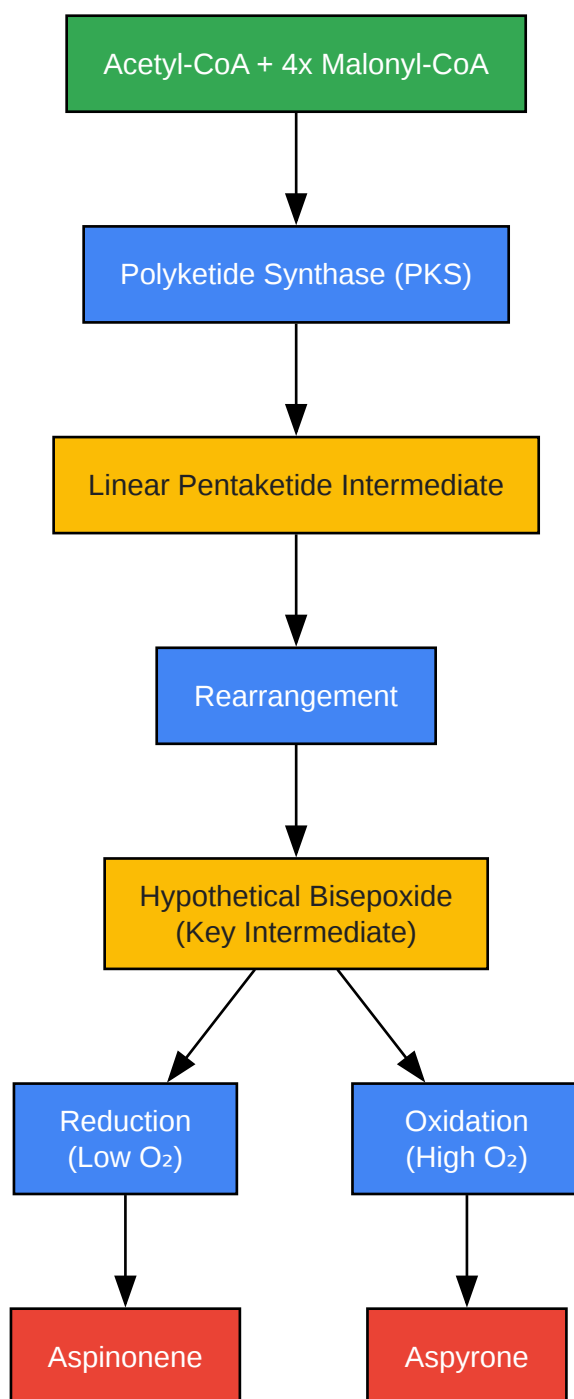 Acetyl-CoA + 4x Malonyl-CoA
Polyketide Synthase (PKS)
Linear Pentaketide Intermediate
Rearrangement
Hypothetical Bisepoxide
(Key Intermediate)
Reduction
(Low O₂)
Oxidation
(High O₂)
Aspinonene
Aspyrone